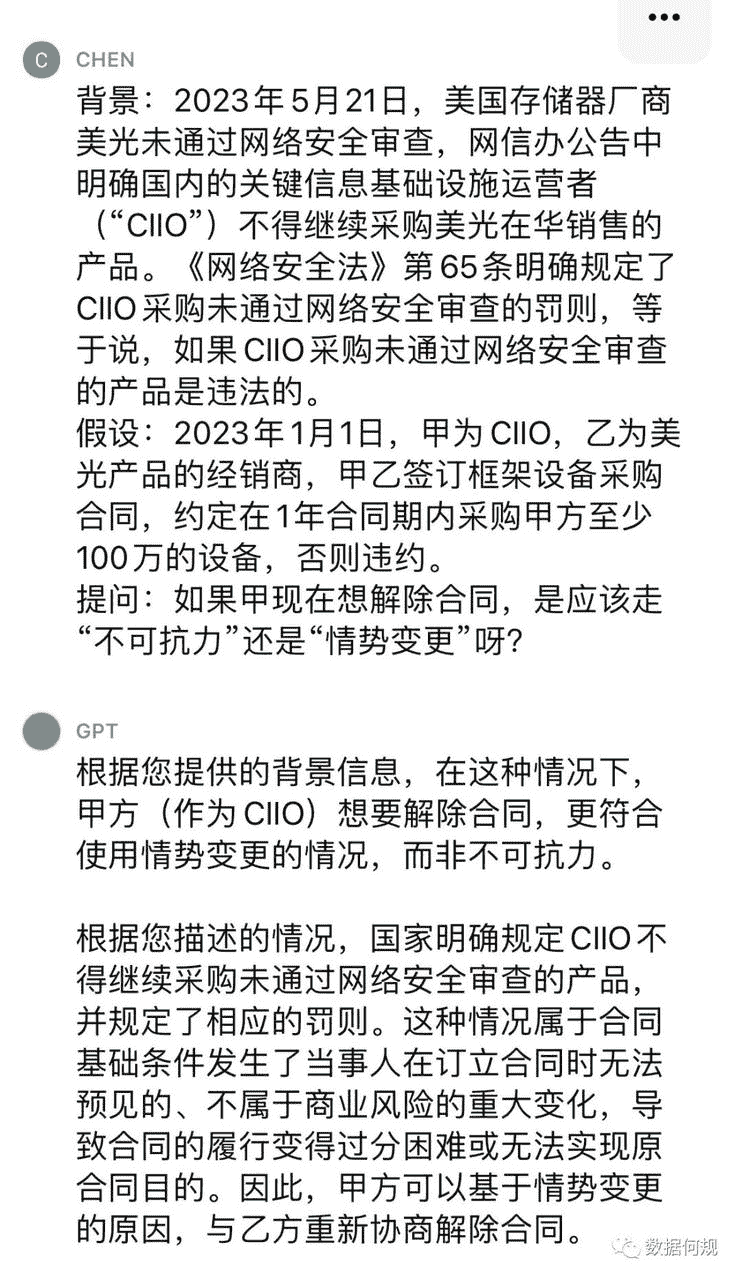 •••
C CHEN
背景：2023年5月21日，美国存储器厂商
美光未通过网络安全审查，网信办公告中
明确国内的关键信息基础设施运营者
（“CIIO”）不得继续采购美光在华销售的
产品。《网络安全法》第65条明确规定了
CIIO采购未通过网络安全审查的罚则，等
于说，如果CIIO采购未通过网络安全审查
的产品是违法的。
假设：2023年1月1日，甲为CIIO，乙为美
光产品的经销商，甲乙签订框架设备采购
合同，约定在1年合同期内采购甲方至少
100万的设备，否则违约。
提问：如果甲现在想解除合同，是应该走
“不可抗力”还是“情势变更”呀？
GPT
根据您提供的背景信息，在这种情况下，
甲方（作为CIIO）想要解除合同，更符合
使用情势变更的情况，而非不可抗力。
根据您描述的情况，国家明确规定CIIO不
得继续采购未通过网络安全审查的产品，
并规定了相应的罚则。这种情况属于合同
基础条件发生了当事人在订立合同时无法
预见的、不属于商业风险的重大变化，导
致合同的履行变得过分困难或无法实现原
合同目的。因此，甲方可以基于情势变更
的原因，与乙方重新协商解除合同。
数据何规